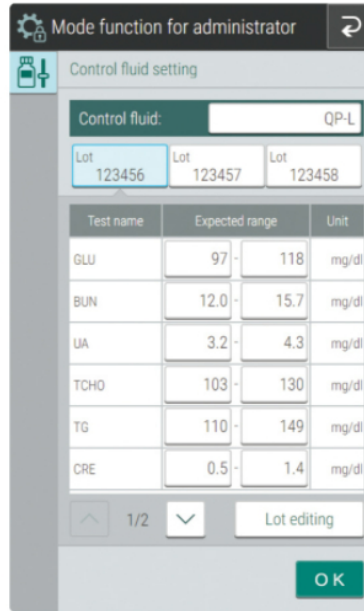 Mode function for administrator
Control fluid setting
Control fluid: QP-L
Lot Lot Lot
123456 123457 123458
Test name Expected range Unit
GLU 97 - 118 mg/dl
BUN 12.0 - 15.7 mg/dl
UA 3.2 - 4.3 mg/dl
TCHO 103 - 130 mg/dl
TG 110 - 149 mg/dl
CRE 0.5 - 1.4 mg/dl
1/2 Lot editing
OK